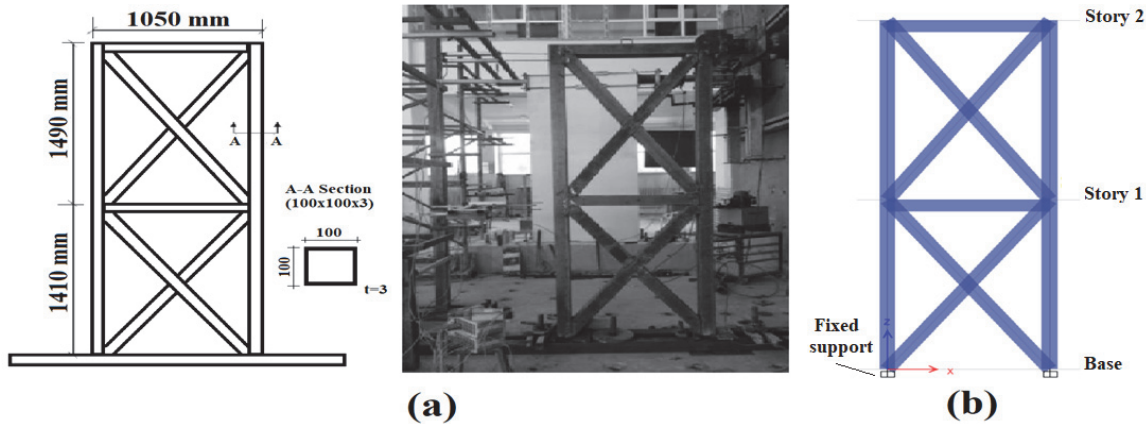 1050 mm
1490 mm
1410 mm
A A
A-A Section
(100x100x3)
100
100
t=3
(a)
Story 2
Story 1
Fixed
support
z
x
Base
(b)